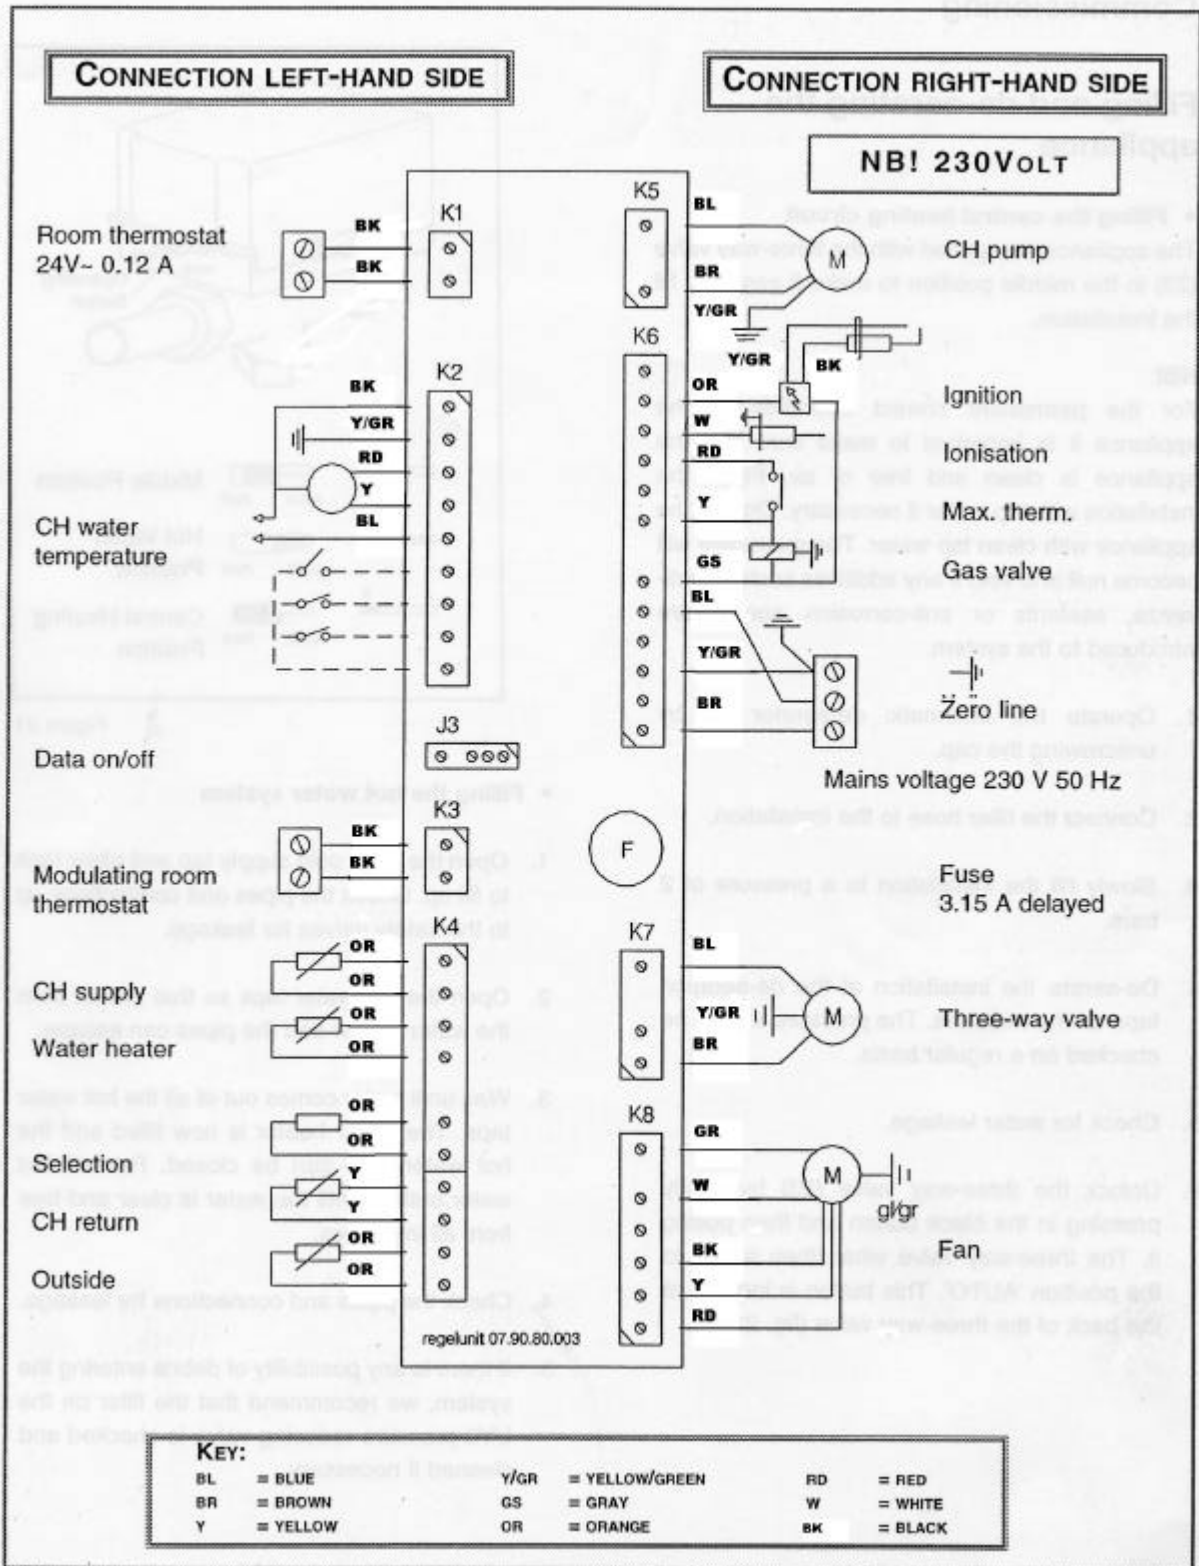 CONNECTION LEFT-HAND SIDE
CONNECTION RIGHT-HAND SIDE
NB! 230VOLT
Room thermostat
24V~ 0.12 A
BK
BK
K1
K5
BL
BR
Y/GR
M
CH pump
K2
BK
Y/GR
RD
Y
BL
CH water
temperature
K6
Y/GR
BK
OR
W
RD
Y
GS
BL
Y/GR
BR
Ignition
Ionisation
Max. therm.
Gas valve
Zero line
Mains voltage 230 V 50 Hz
J3
Data on/off
K3
BK
BK
Modulating room
thermostat
F
Fuse
3.15 A delayed
K4
OR
OR
CH supply
OR
OR
Water heater
OR
OR
Selection
Y
Y
CH return
OR
OR
Outside
K7
BL
Y/GR
BR
M
Three-way valve
K8
GR
W
BK
Y
RD
M
gl/gr
Fan
regelunit 07.90.80.003
KEY:
BL = BLUE Y/GR = YELLOW/GREEN RD = RED
BR = BROWN GS = GRAY W = WHITE
Y = YELLOW OR = ORANGE BK = BLACK